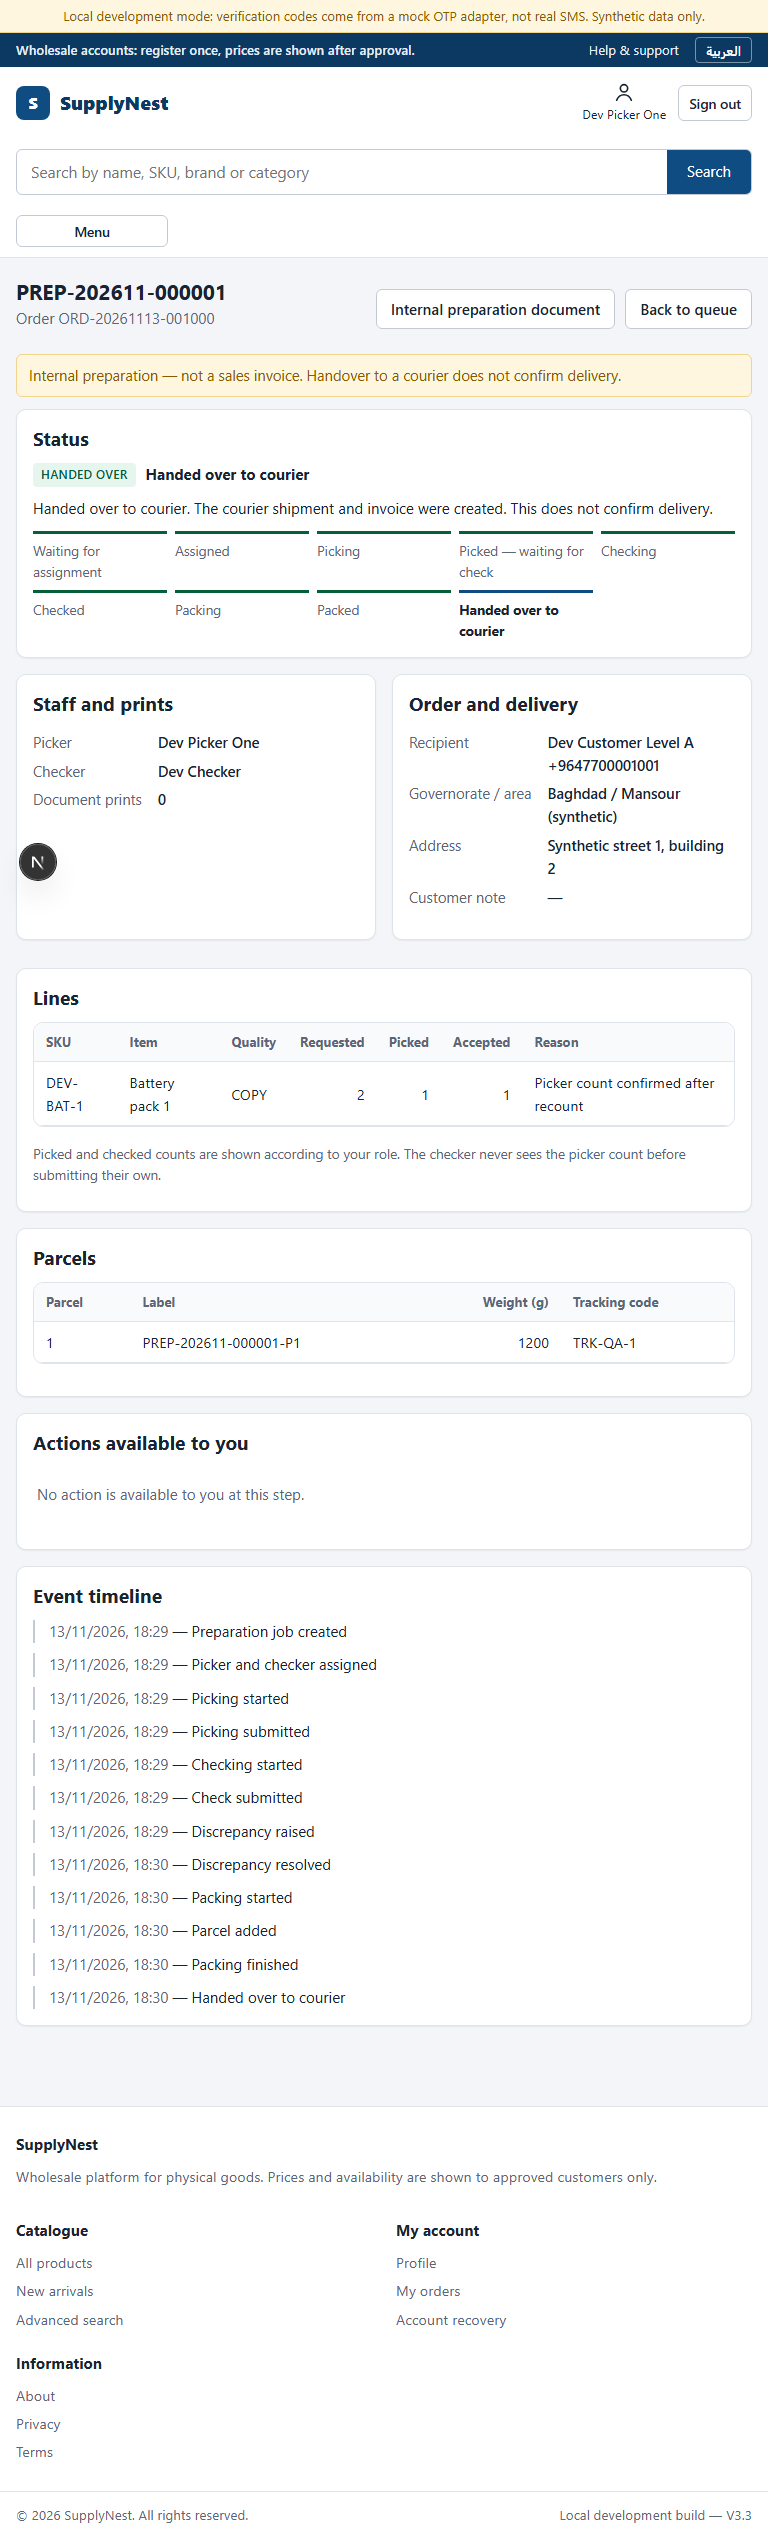 Local development mode: verification codes come from a mock OTP adapter, not real SMS. Synthetic data only.
Wholesale accounts: register once, prices are shown after approval.
Help & support
العربية
S
SupplyNest
Dev Picker One
Sign out
Search by name, SKU, brand or category
Search
Menu
PREP-202611-000001
Order ORD-20261113-001000
Internal preparation document
Back to queue
Internal preparation — not a sales invoice. Handover to a courier does not confirm delivery.
Status
HANDED OVER Handed over to courier
Handed over to courier. The courier shipment and invoice were created. This does not confirm delivery.
Waiting for assignment
Assigned
Picking
Picked — waiting for check
Checking
Checked
Packing
Packed
Handed over to courier
Staff and prints
Picker Dev Picker One
Checker Dev Checker
Document prints 0
N
Order and delivery
Recipient Dev Customer Level A
+9647700001001
Governorate / area Baghdad / Mansour
(synthetic)
Address Synthetic street 1, building
2
Customer note —
Lines
SKU Item Quality Requested Picked Accepted Reason
DEV-BAT-1 Battery pack 1 COPY 2 1 1 Picker count confirmed after recount
Picked and checked counts are shown according to your role. The checker never sees the picker count before
submitting their own.
Parcels
Parcel Label Weight (g) Tracking code
1 PREP-202611-000001-P1 1200 TRK-QA-1
Actions available to you
No action is available to you at this step.
Event timeline
13/11/2026, 18:29 — Preparation job created
13/11/2026, 18:29 — Picker and checker assigned
13/11/2026, 18:29 — Picking started
13/11/2026, 18:29 — Picking submitted
13/11/2026, 18:29 — Checking started
13/11/2026, 18:29 — Check submitted
13/11/2026, 18:29 — Discrepancy raised
13/11/2026, 18:30 — Discrepancy resolved
13/11/2026, 18:30 — Packing started
13/11/2026, 18:30 — Parcel added
13/11/2026, 18:30 — Packing finished
13/11/2026, 18:30 — Handed over to courier
SupplyNest
Wholesale platform for physical goods. Prices and availability are shown to approved customers only.
Catalogue
All products
New arrivals
Advanced search
My account
Profile
My orders
Account recovery
Information
About
Privacy
Terms
© 2026 SupplyNest. All rights reserved.
Local development build — V3.3